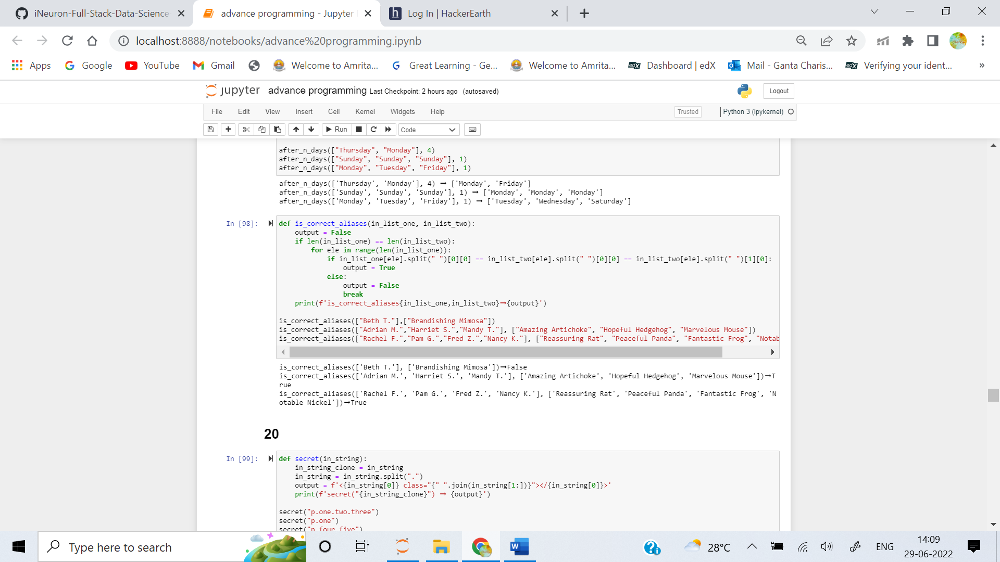 iNeuron-Full-Stack-Data-Science
advance programming - Jupyter
Log In | HackerEarth
localhost:8888/notebooks/advance%20programming.ipynb
Apps
Google
YouTube
Gmail
Welcome to Amrita...
Great Learning - Ge...
Welcome to Amrita...
Dashboard | edX
Mail - Ganta Charis...
Verifying your ident...
»
jupyter advance programming Last Checkpoint: 2 hours ago (autosaved)
Logout
File Edit View Insert Cell Kernel Widgets Help
Trusted
Python 3 (ipykernel)
Run
Code
after_n_days(["Thursday", "Monday"], 4)
after_n_days(["Sunday", "Sunday", "Sunday"], 1)
after_n_days(["Monday", "Tuesday", "Friday"], 1)
after_n_days(['Thursday', 'Monday'], 4) ➞ ['Monday', 'Friday']
after_n_days(['Sunday', 'Sunday', 'Sunday'], 1) ➞ ['Monday', 'Monday', 'Monday']
after_n_days(['Monday', 'Tuesday', 'Friday'], 1) ➞ ['Tuesday', 'Wednesday', 'Saturday']
In [98]:
def is_correct_aliases(in_list_one, in_list_two):
    output = False
    if len(in_list_one) == len(in_list_two):
        for ele in range(len(in_list_one)):
            if in_list_one[ele].split(" ")[0][0] == in_list_two[ele].split(" ")[0][0] == in_list_two[ele].split(" ")[1][0]:
                output = True
            else:
                output = False
                break
    print(f'is_correct_aliases{in_list_one,in_list_two}➞{output}')
is_correct_aliases(["Beth T."],["Brandishing Mimosa"])
is_correct_aliases(["Adrian M.","Harriet S.","Mandy T."], ["Amazing Artichoke", "Hopeful Hedgehog", "Marvelous Mouse"])
is_correct_aliases(["Rachel F.","Pam G.","Fred Z.","Nancy K."], ["Reassuring Rat", "Peaceful Panda", "Fantastic Frog", "Notab
is_correct_aliases(['Beth T.'], ['Brandishing Mimosa'])➞False
is_correct_aliases(['Adrian M.', 'Harriet S.', 'Mandy T.'], ['Amazing Artichoke', 'Hopeful Hedgehog', 'Marvelous Mouse'])➞T
rue
is_correct_aliases(['Rachel F.', 'Pam G.', 'Fred Z.', 'Nancy K.'], ['Reassuring Rat', 'Peaceful Panda', 'Fantastic Frog', 'N
otable Nickel'])➞True
20
In [99]:
def secret(in_string):
    in_string_clone = in_string
    in_string = in_string.split(".")
    output = f'<{in_string[0]} class="{" ".join(in_string[1:])}"></{in_string[0]}>'
    print(f'secret("{in_string_clone}") ➞ {output}')
secret("p.one.two.three")
secret("p.one")
secret("p.four.five")
Type here to search
28°C
ENG
14:09
29-06-2022